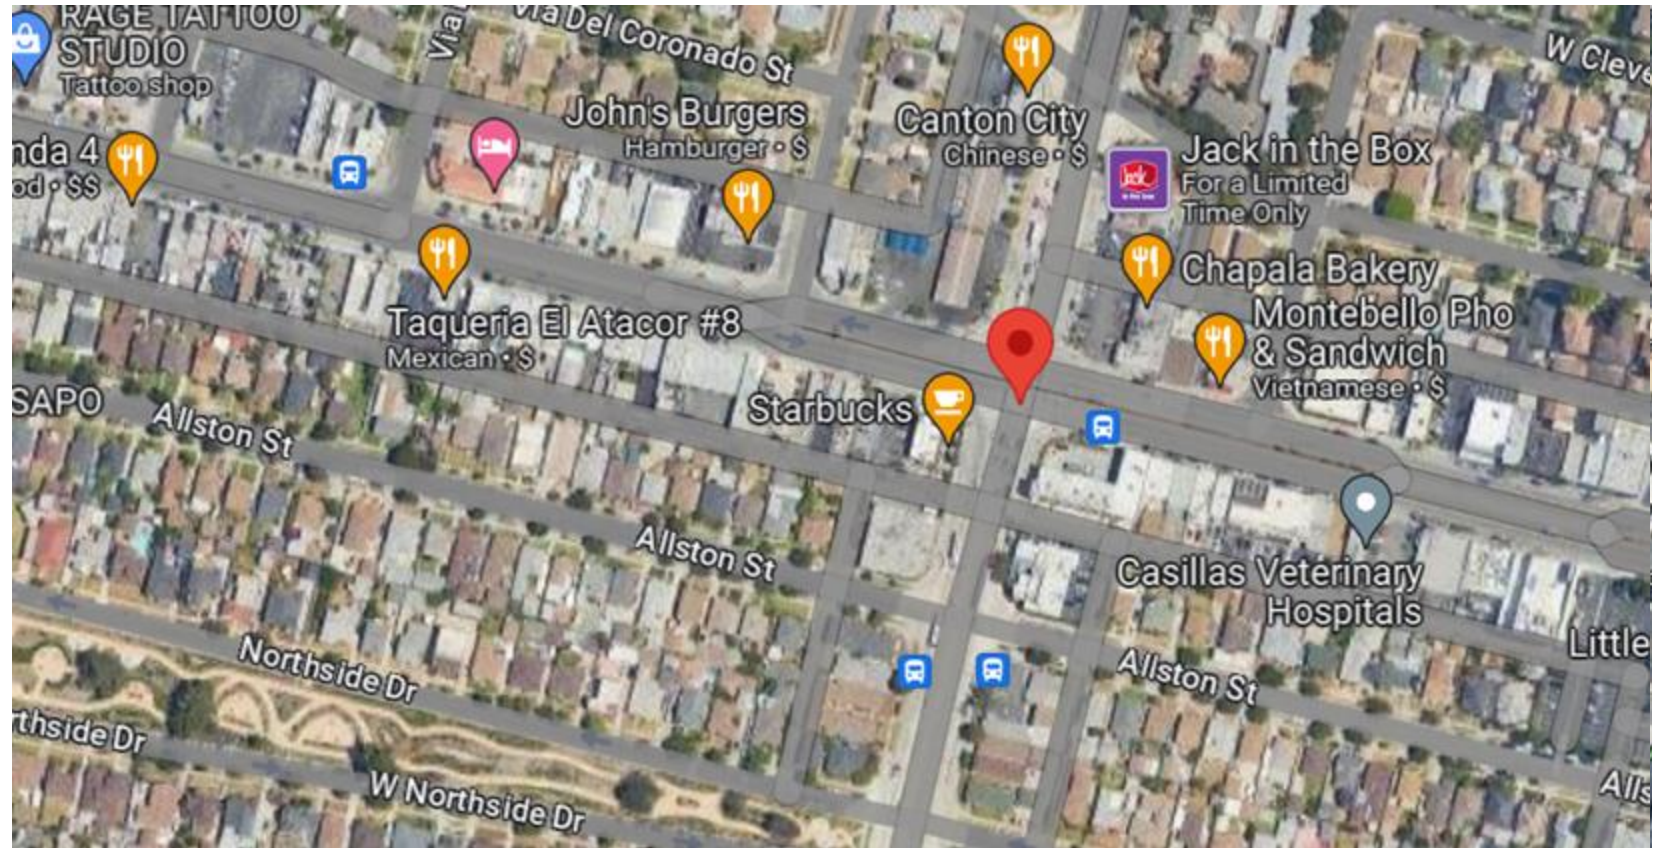 RAGE TATTOO
STUDIO
Tattoo shop
Via Del Coronado St
W Cleve
John's Burgers
Hamburger • $
Canton City
Chinese • $
Jack in the Box
For a Limited
Time Only
nda 4
od • $$
Chapala Bakery
Montebello Pho
& Sandwich
Vietnamese • $
Taqueria El Atacor #8
Mexican • $
Starbucks
SAPO
Allston St
Allston St
Casillas Veterinary
Hospitals
Little
Northside Dr
Allston St
rthside Dr
W Northside Dr
Alls